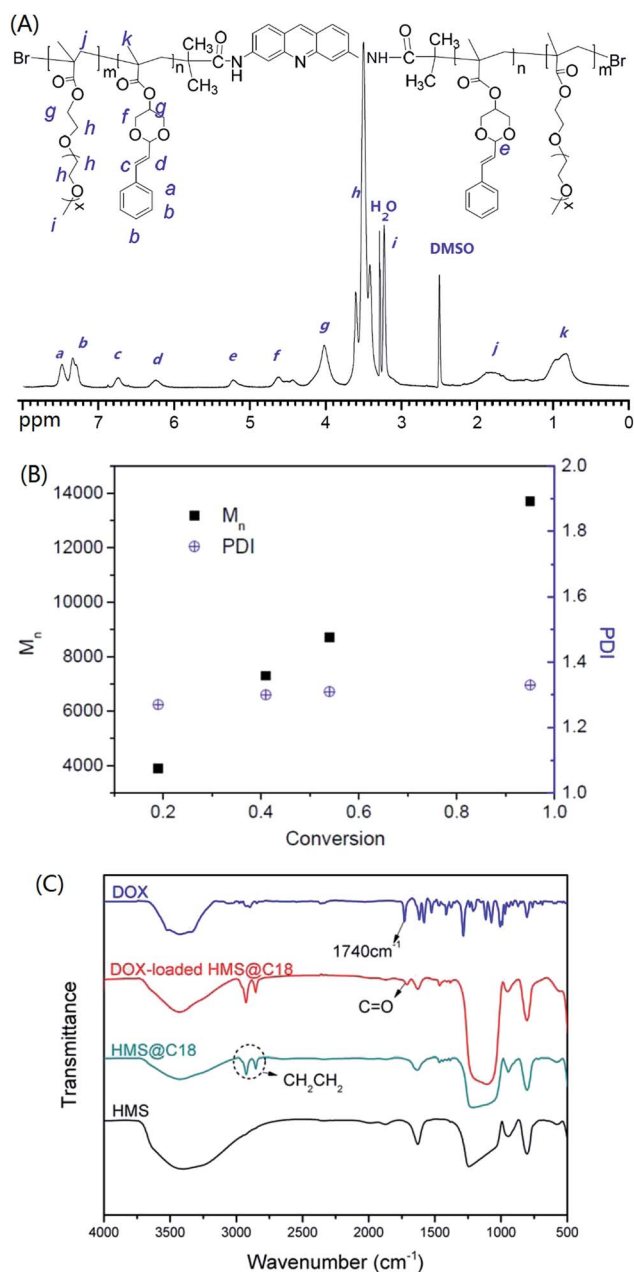 (A)
Br
j
k
m
n
CH₃
CH₃
O
NH
N
NH
O
H₃C
CH₃
n
m
Br
O
O
g
h
h
h
O
O
O
x
i
O
O
g
f
O
O
c
d
a
b
b
O
O
O
O
e
O
O
O
O
O
x
a
b
c
d
e
f
g
h
H₂O
i
DMSO
j
k
ppm
7
6
5
4
3
2
1
0
(B)
14000
12000
10000
8000
6000
4000
Mₙ
Mₙ
PDI
0.2
0.4
0.6
0.8
1.0
Conversion
2.0
1.8
1.6
1.4
1.2
1.0
PDI
(C)
DOX
1740cm⁻¹
DOX-loaded HMS@C18
C=O
HMS@C18
CH₂CH₂
HMS
Transmittance
4000 3500 3000 2500 2000 1500 1000 500
Wavenumber (cm⁻¹)